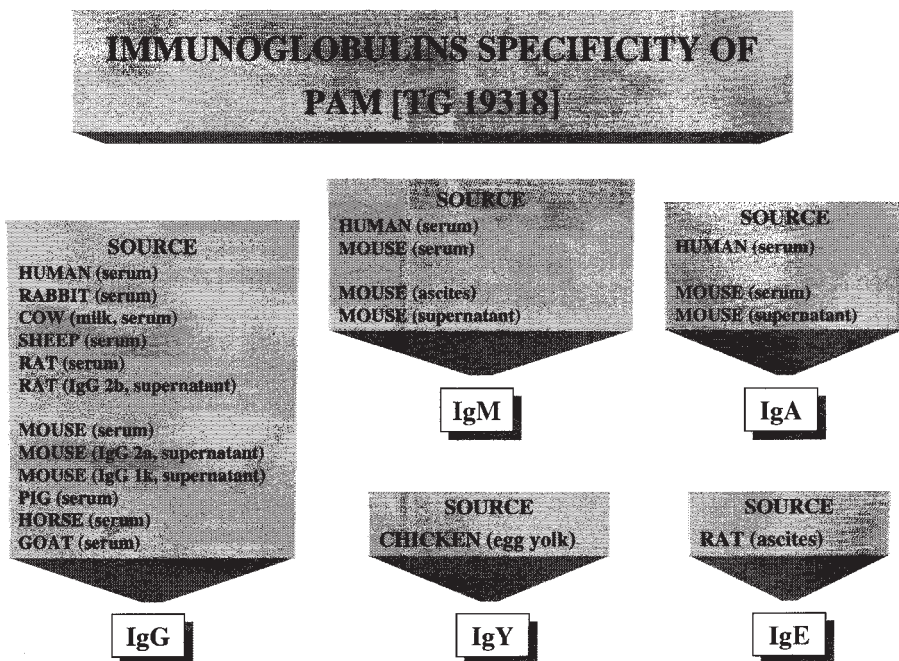 IMMUNOGLOBULINS SPECIFICITY OF
PAM [TG 19318]
SOURCE
HUMAN (serum)
RABBIT (serum)
COW (milk, serum)
SHEEP (serum)
RAT (serum)
RAT (IgG 2b, supernatant)
MOUSE (serum)
MOUSE (IgG 2a, supernatant)
MOUSE (IgG 1k, supernatant)
PIG (serum)
HORSE (serum)
GOAT (serum)
IgG
SOURCE
HUMAN (serum)
MOUSE (serum)
MOUSE (ascites)
MOUSE (supernatant)
IgM
SOURCE
HUMAN (serum)
MOUSE (serum)
MOUSE (supernatant)
IgA
SOURCE
CHICKEN (egg yolk)
IgY
SOURCE
RAT (ascites)
IgE